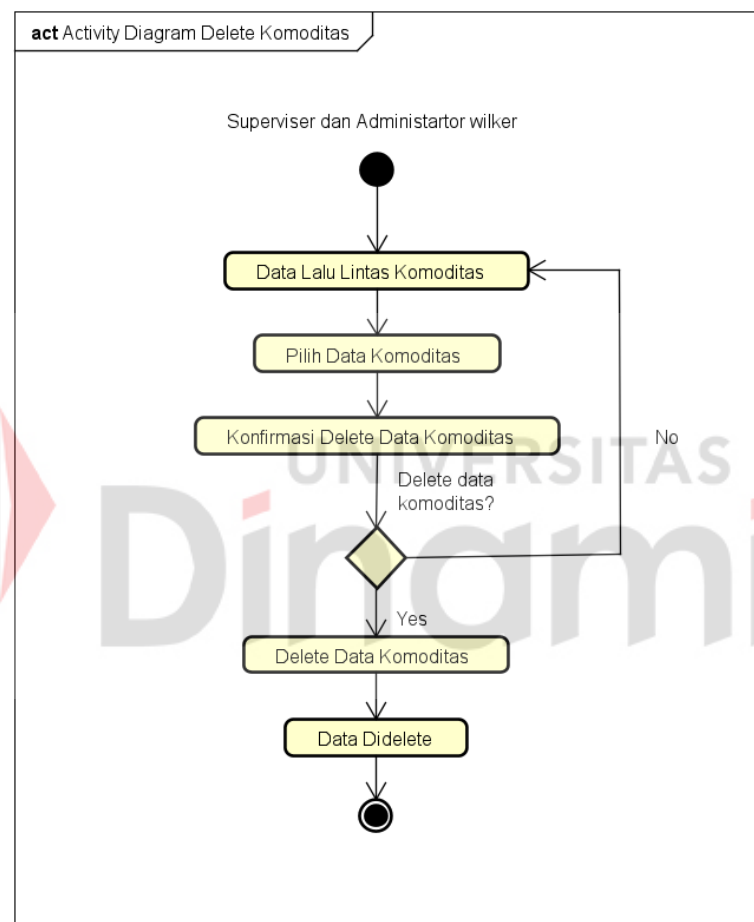 act Activity Diagram Delete Komoditas
Superviser dan Administartor wilker
Data Lalu Lintas Komoditas
Pilih Data Komoditas
Konfirmasi Delete Data Komoditas
No
UNIVERSITAS
Delete data
komoditas?
Dinami
Yes
Delete Data Komoditas
Data Didelete